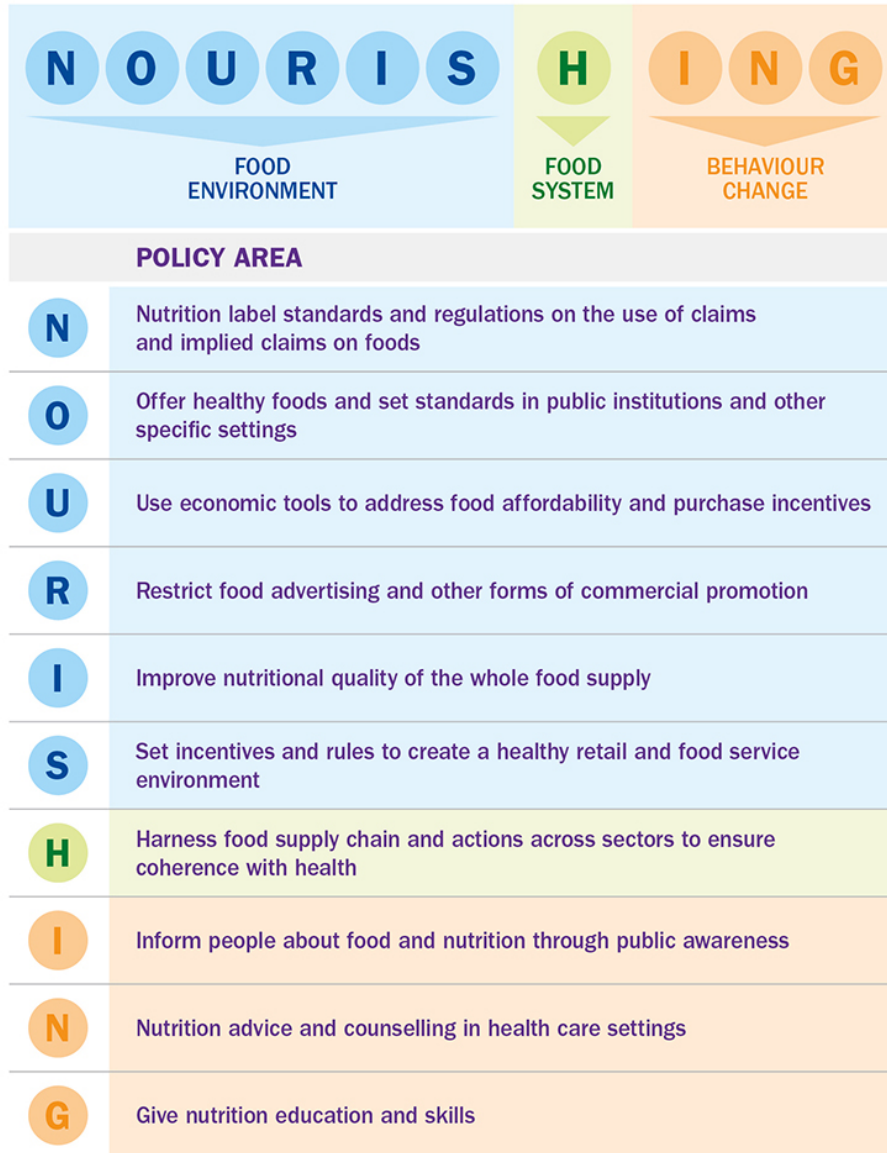 N O U R I S H I N G
FOOD
ENVIRONMENT
FOOD
SYSTEM
BEHAVIOUR
CHANGE
POLICY AREA
N
Nutrition label standards and regulations on the use of claims
and implied claims on foods
O
Offer healthy foods and set standards in public institutions and other
specific settings
U
Use economic tools to address food affordability and purchase incentives
R
Restrict food advertising and other forms of commercial promotion
I
Improve nutritional quality of the whole food supply
S
Set incentives and rules to create a healthy retail and food service
environment
H
Harness food supply chain and actions across sectors to ensure
coherence with health
I
Inform people about food and nutrition through public awareness
N
Nutrition advice and counselling in health care settings
G
Give nutrition education and skills